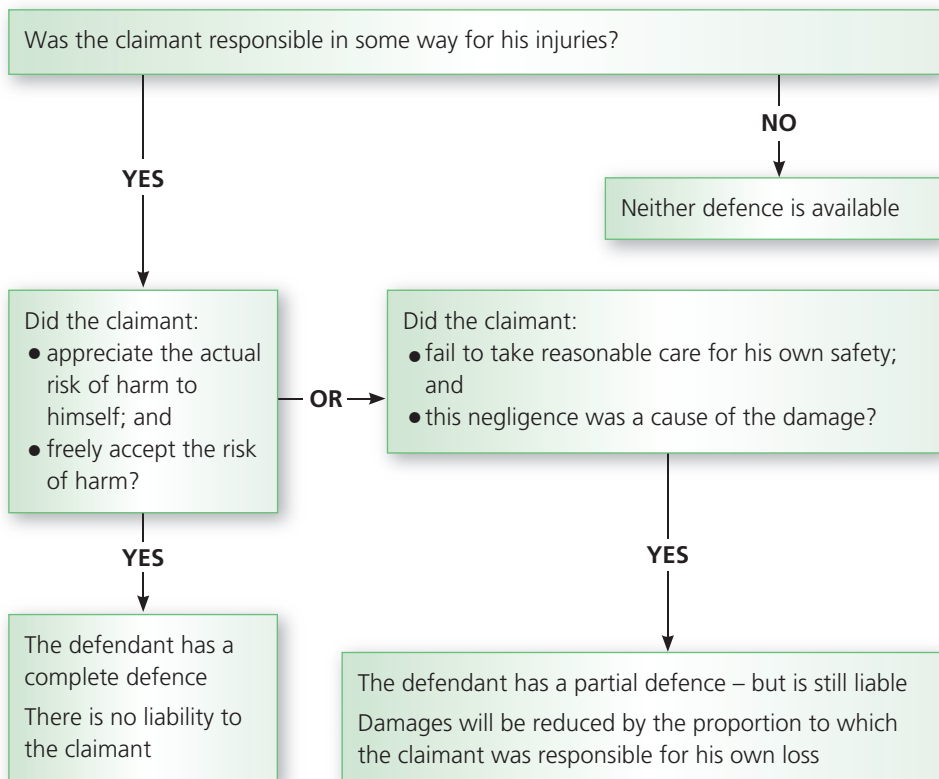 Was the claimant responsible in some way for his injuries?
NO
YES
Neither defence is available
Did the claimant:
● appreciate the actual
risk of harm to
himself; and
● freely accept the risk
of harm?
OR
Did the claimant:
● fail to take reasonable care for his own safety;
and
● this negligence was a cause of the damage?
YES
YES
The defendant has a
complete defence
There is no liability to
the claimant
The defendant has a partial defence – but is still liable
Damages will be reduced by the proportion to which
the claimant was responsible for his own loss